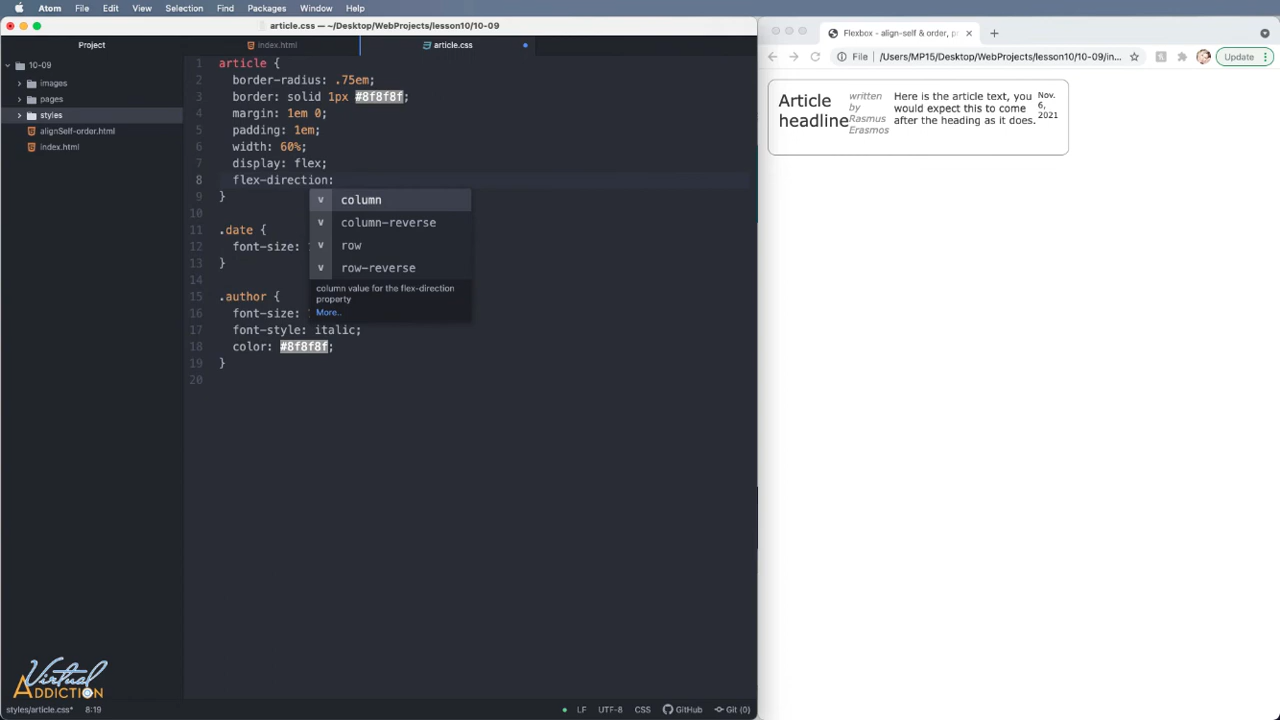 Atom File Edit View Selection Find Packages Window Help
article.css — ~/Desktop/WebProjects/lesson10/10-09
Project
index.html
article.css
10-09
images
pages
styles
alignSelf-order.html
index.html
1 article {
2 border-radius: .75em;
3 border: solid 1px #8f8f8f;
4 margin: 1em 0;
5 padding: 1em;
6 width: 60%;
7 display: flex;
8 flex-direction:
9 }
10
11 .date {
12 font-size:
13 }
14
15 .author {
16 font-size:
17 font-style: italic;
18 color: #8f8f8f;
19 }
20
v column
v column-reverse
v row
v row-reverse
column value for the flex-direction
property
More..
Virtual
ADDICTION
styles/article.css* 8:19
LF UTF-8 CSS GitHub Git (0)
Flexbox - align-self & order, p
File /Users/MP15/Desktop/WebProjects/lesson10/10-09/in...
Update
Article
headline
written
by
Rasmus
Erasmos
Here is the article text, you
would expect this to come
after the heading as it does.
Nov.
6,
2021